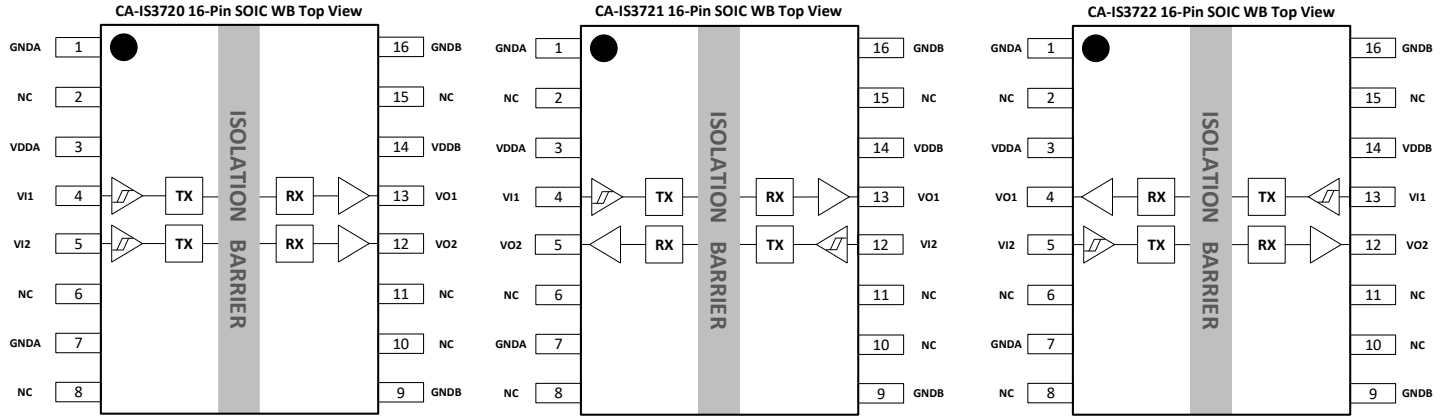 CA-IS3720 16-Pin SOIC WB Top View
GNDA 1 16 GNDB
NC 2 15 NC
VDDA 3 14 VDDB
VI1 4 TX RX 13 VO1
VI2 5 TX RX 12 VO2
NC 6 11 NC
GNDA 7 10 NC
NC 8 9 GNDB
ISOLATION BARRIER
CA-IS3721 16-Pin SOIC WB Top View
GNDA 1 16 GNDB
NC 2 15 NC
VDDA 3 14 VDDB
VI1 4 TX RX 13 VO1
VO2 5 RX TX 12 VI2
NC 6 11 NC
GNDA 7 10 NC
NC 8 9 GNDB
ISOLATION BARRIER
CA-IS3722 16-Pin SOIC WB Top View
GNDA 1 16 GNDB
NC 2 15 NC
VDDA 3 14 VDDB
VO1 4 RX TX 13 VI1
VI2 5 TX RX 12 VO2
NC 6 11 NC
GNDA 7 10 NC
NC 8 9 GNDB
ISOLATION BARRIER